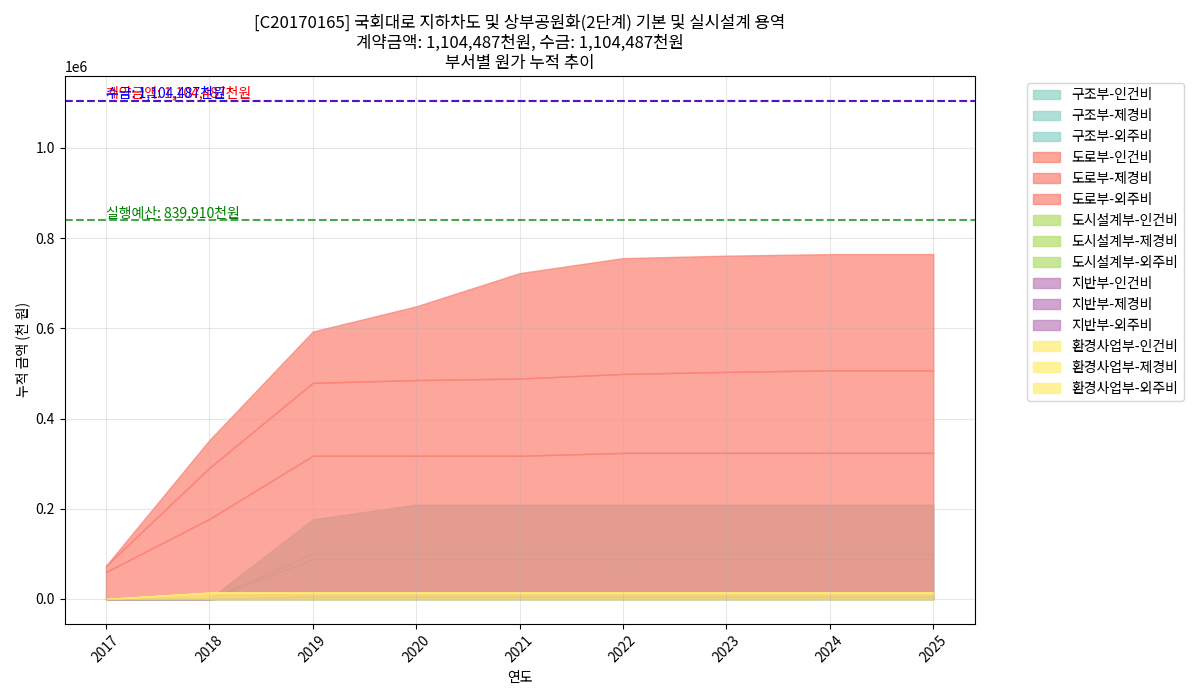 [C20170165] 국회대로 지하차도 및 상부공원화(2단계) 기본 및 실시설계 용역
계약금액: 1,104,487천원, 수금: 1,104,487천원
부서별 원가 누적 추이
1e6
수금: 1,104,487천원
실행예산: 839,910천원
1.0
0.8
0.6
0.4
0.2
0.0
누적 금액 (천 원)
2017
2018
2019
2020
2021
2022
2023
2024
2025
연도
구조부-인건비
구조부-제경비
구조부-외주비
도로부-인건비
도로부-제경비
도로부-외주비
도시설계부-인건비
도시설계부-제경비
도시설계부-외주비
지반부-인건비
지반부-제경비
지반부-외주비
환경사업부-인건비
환경사업부-제경비
환경사업부-외주비